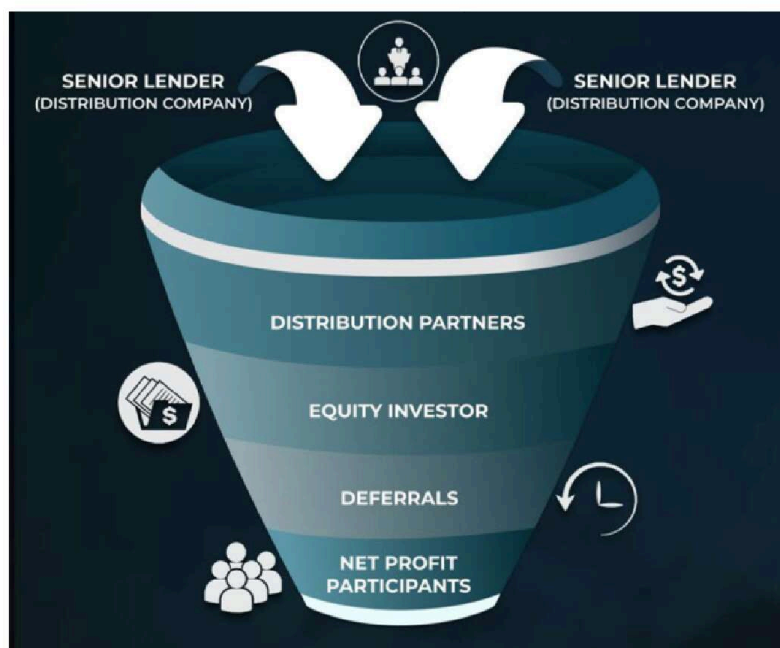 SENIOR LENDER
(DISTRIBUTION COMPANY)
SENIOR LENDER
(DISTRIBUTION COMPANY)
$
DISTRIBUTION PARTNERS
$
EQUITY INVESTOR
DEFERRALS
NET PROFIT
PARTICIPANTS